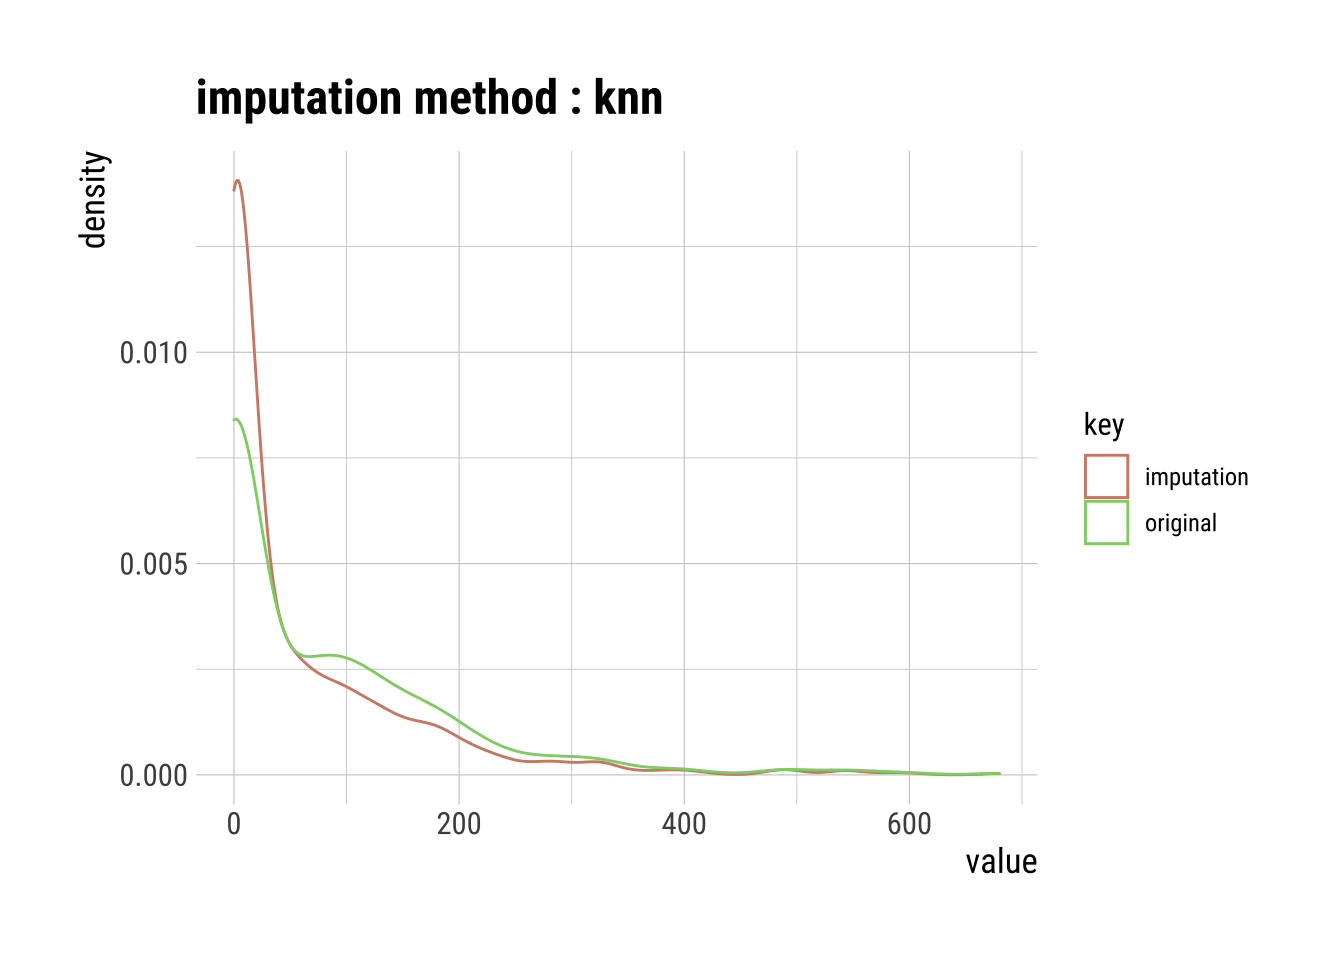 imputation method : knn
density
0.010
0.005
0.000
0
200
400
600
value
key
imputation
original